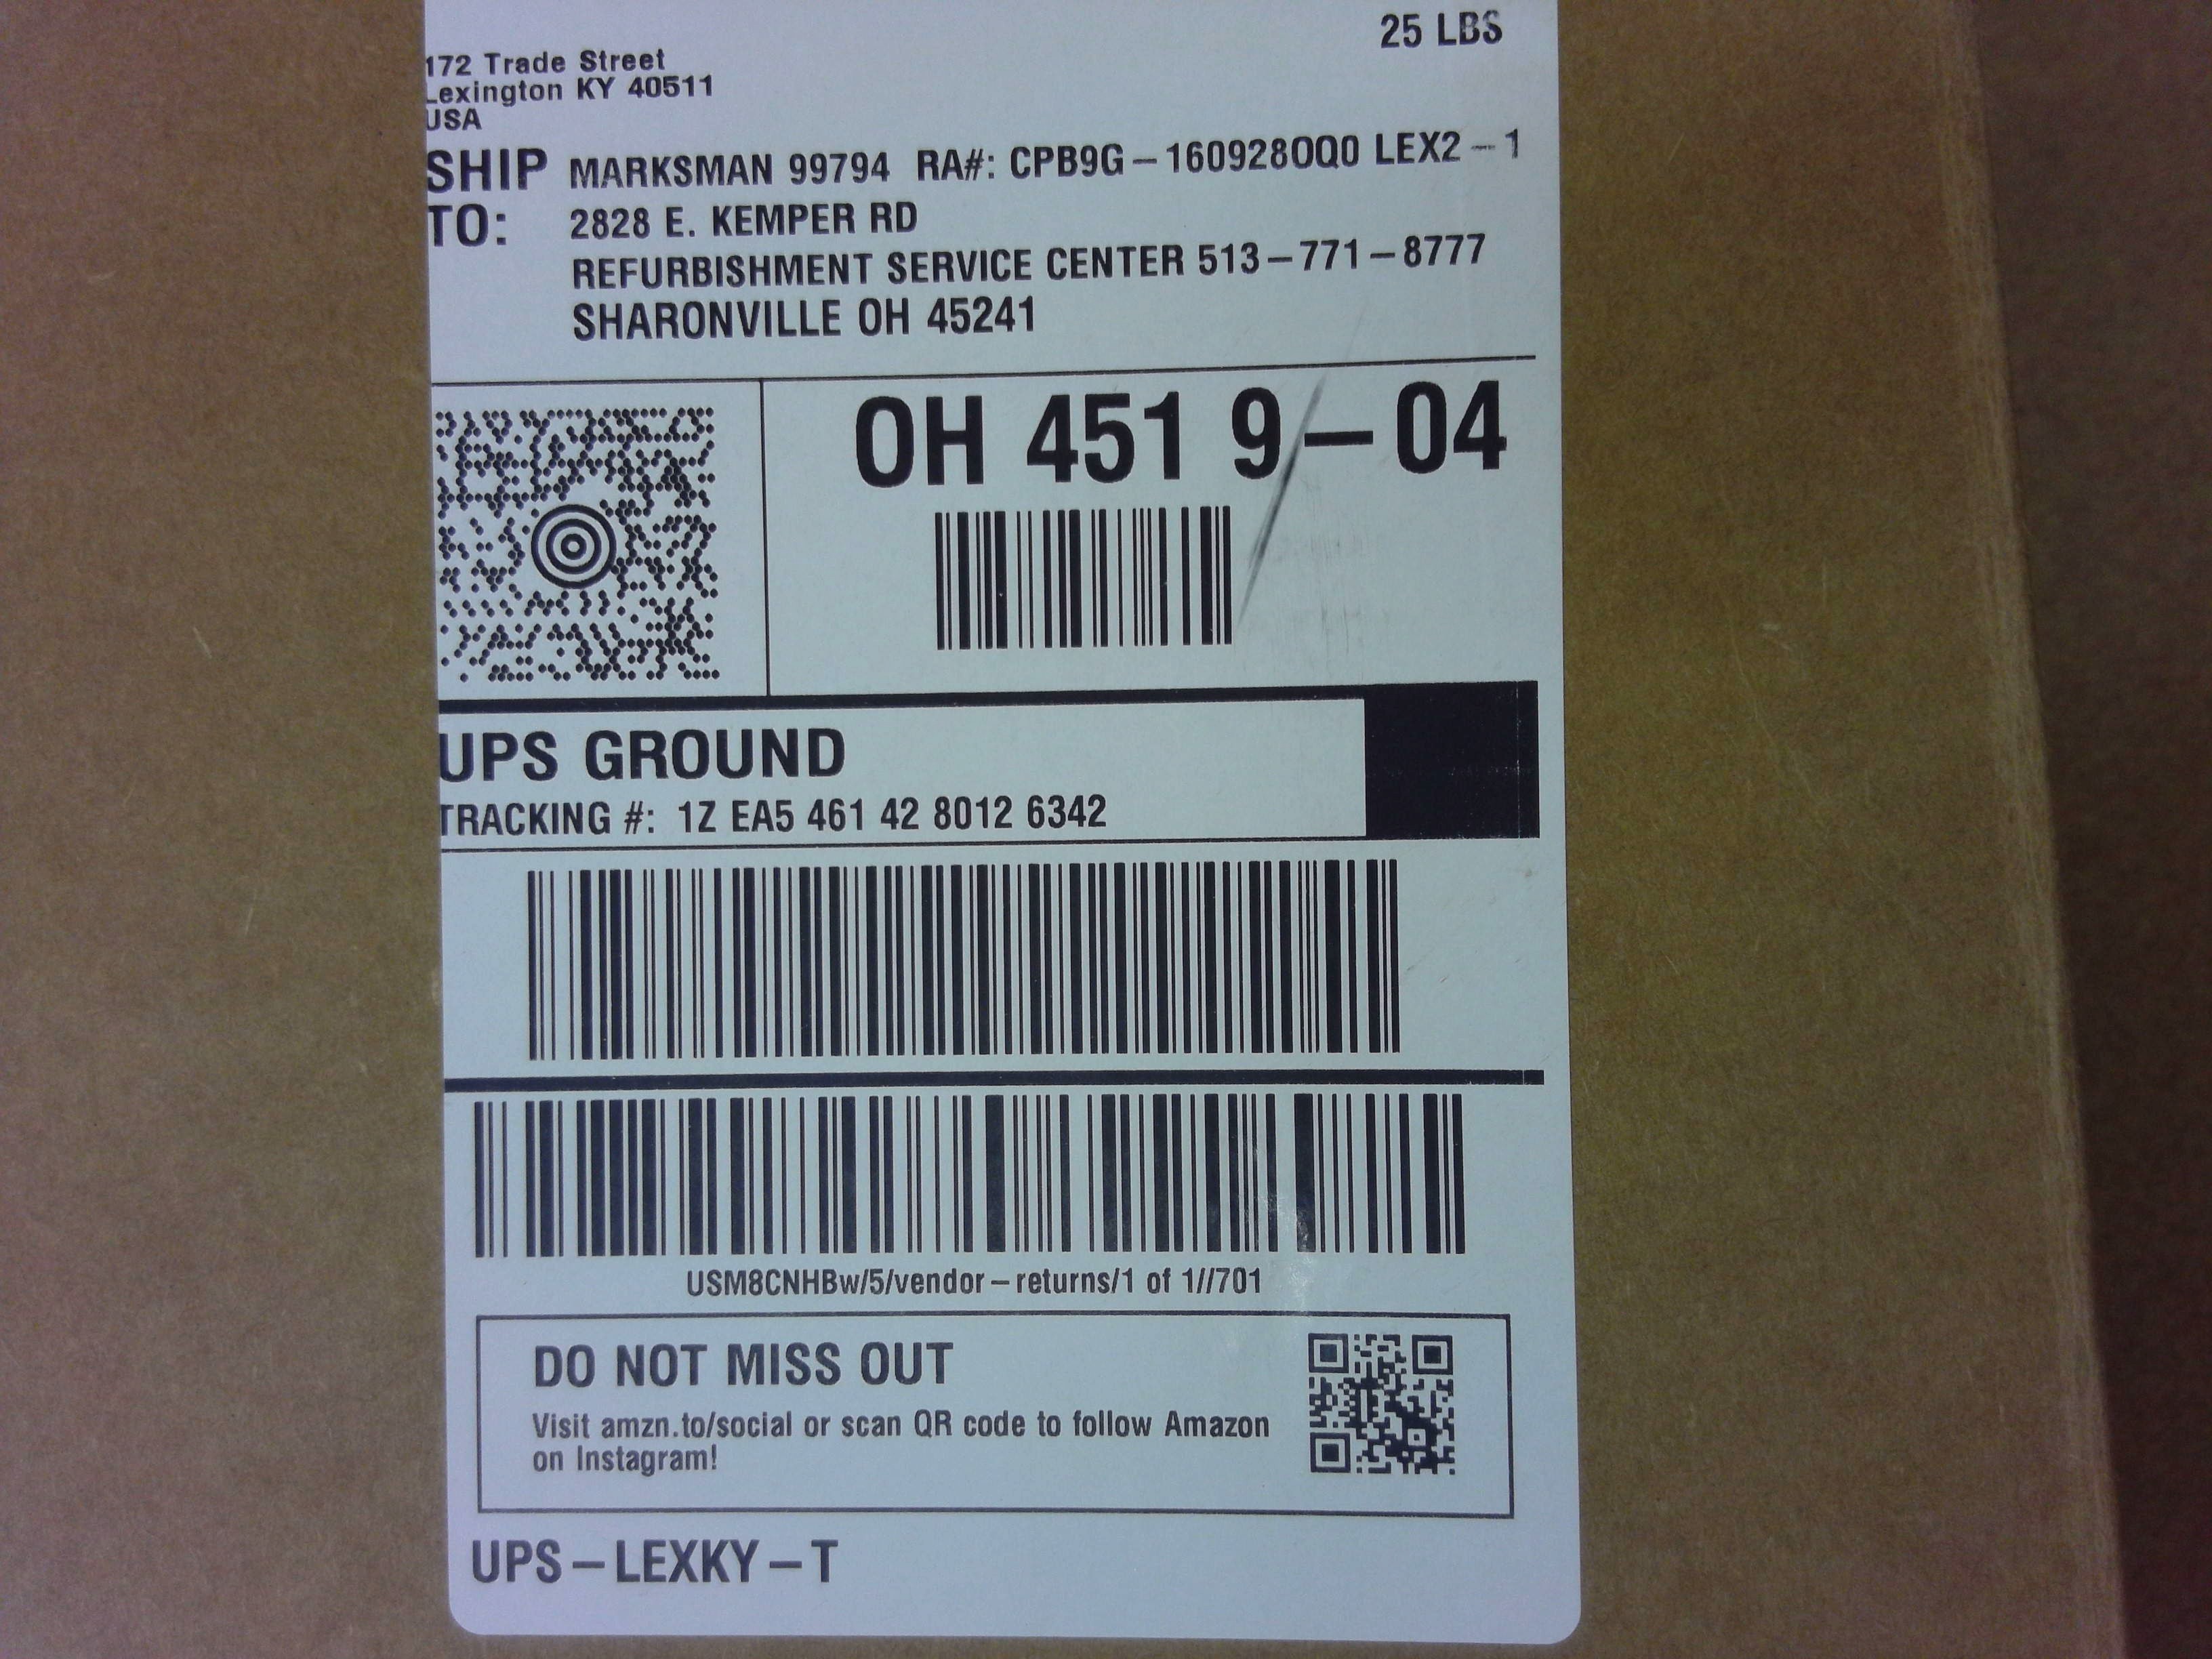 25 LBS
172 Trade Street
Lexington KY 40511
USA
SHIP TO: MARKSMAN 99794 RA#: CPB9G-160928OQ0 LEX2-1
2828 E. KEMPER RD
REFURBISHMENT SERVICE CENTER 513-771-8777
SHARONVILLE OH 45241
OH 451 9-04
UPS GROUND
TRACKING #: 1Z EA5 461 42 8012 6342
USM8CNHBw/5/vendor-returns/1 of 1//701
DO NOT MISS OUT
Visit amzn.to/social or scan QR code to follow Amazon
on Instagram!
UPS-LEXKY-T